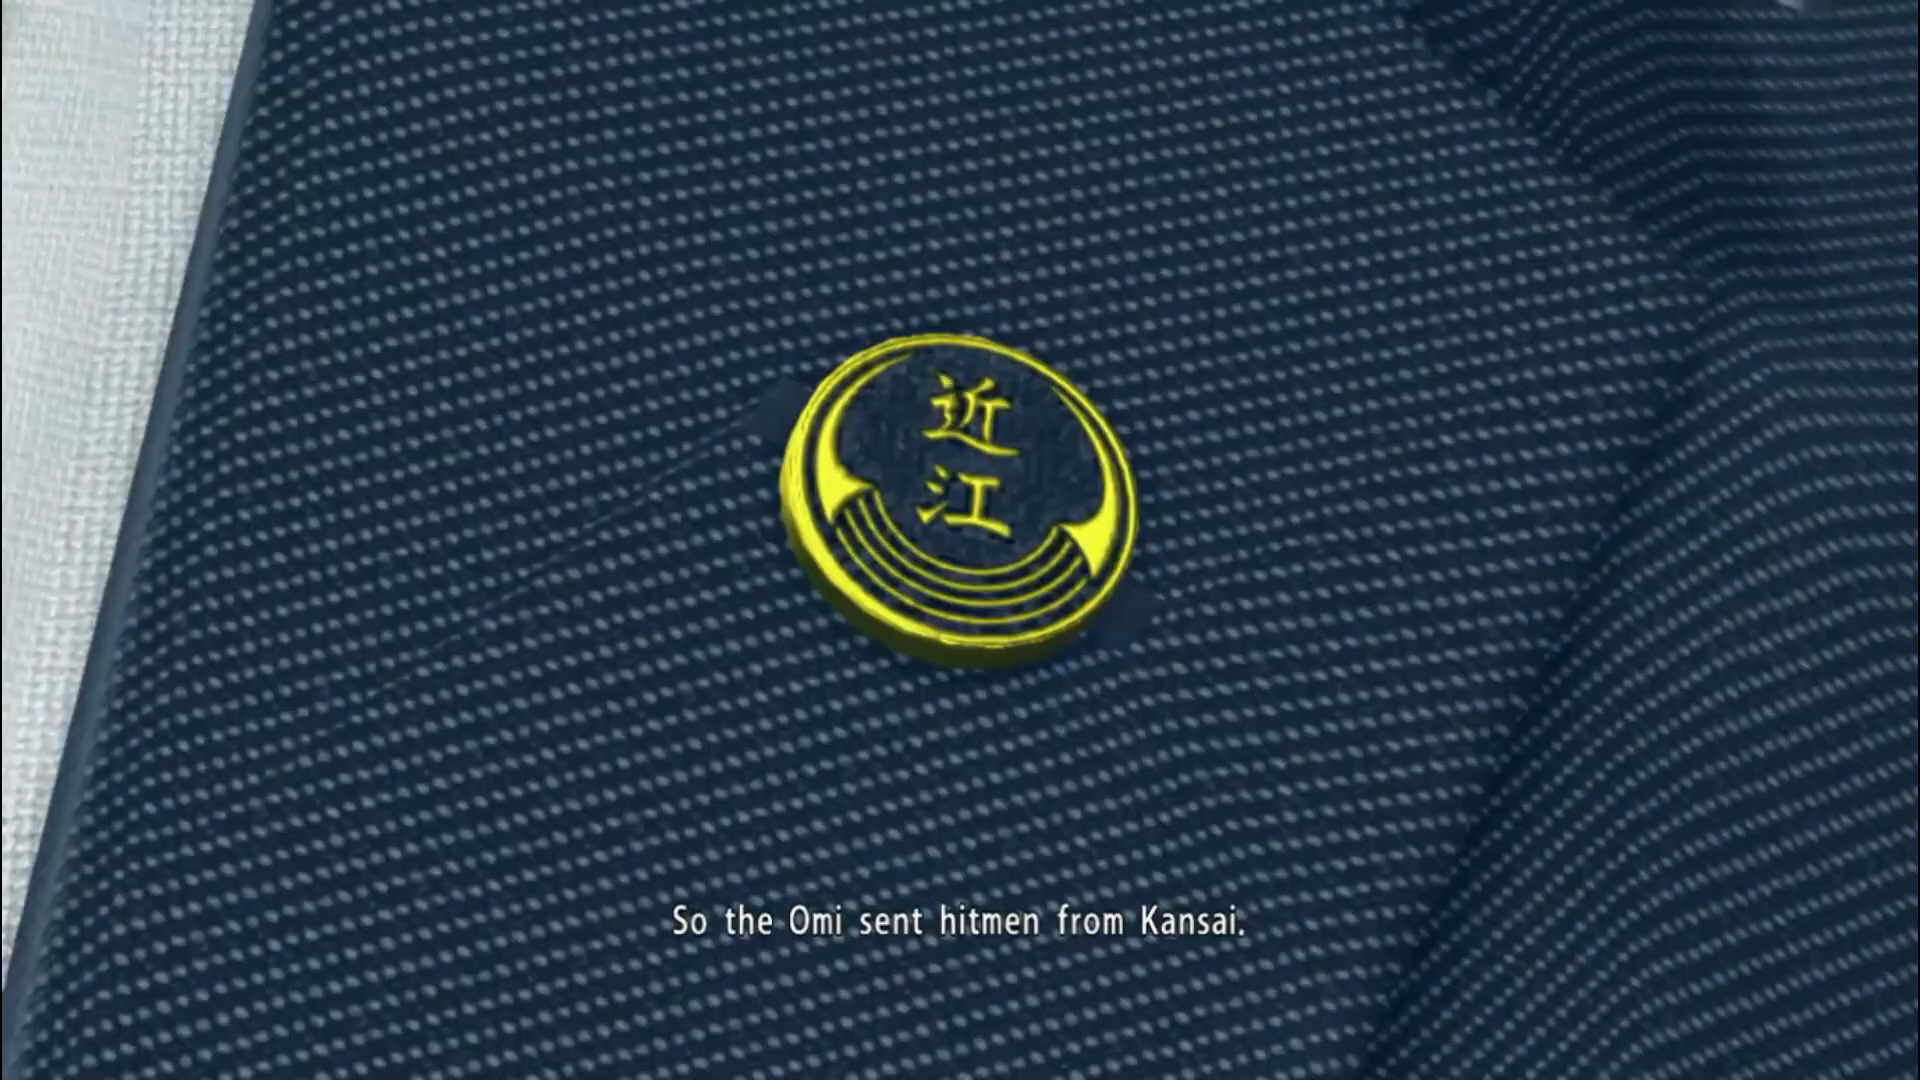 近
江
So the Omi sent hitmen from Kansai.